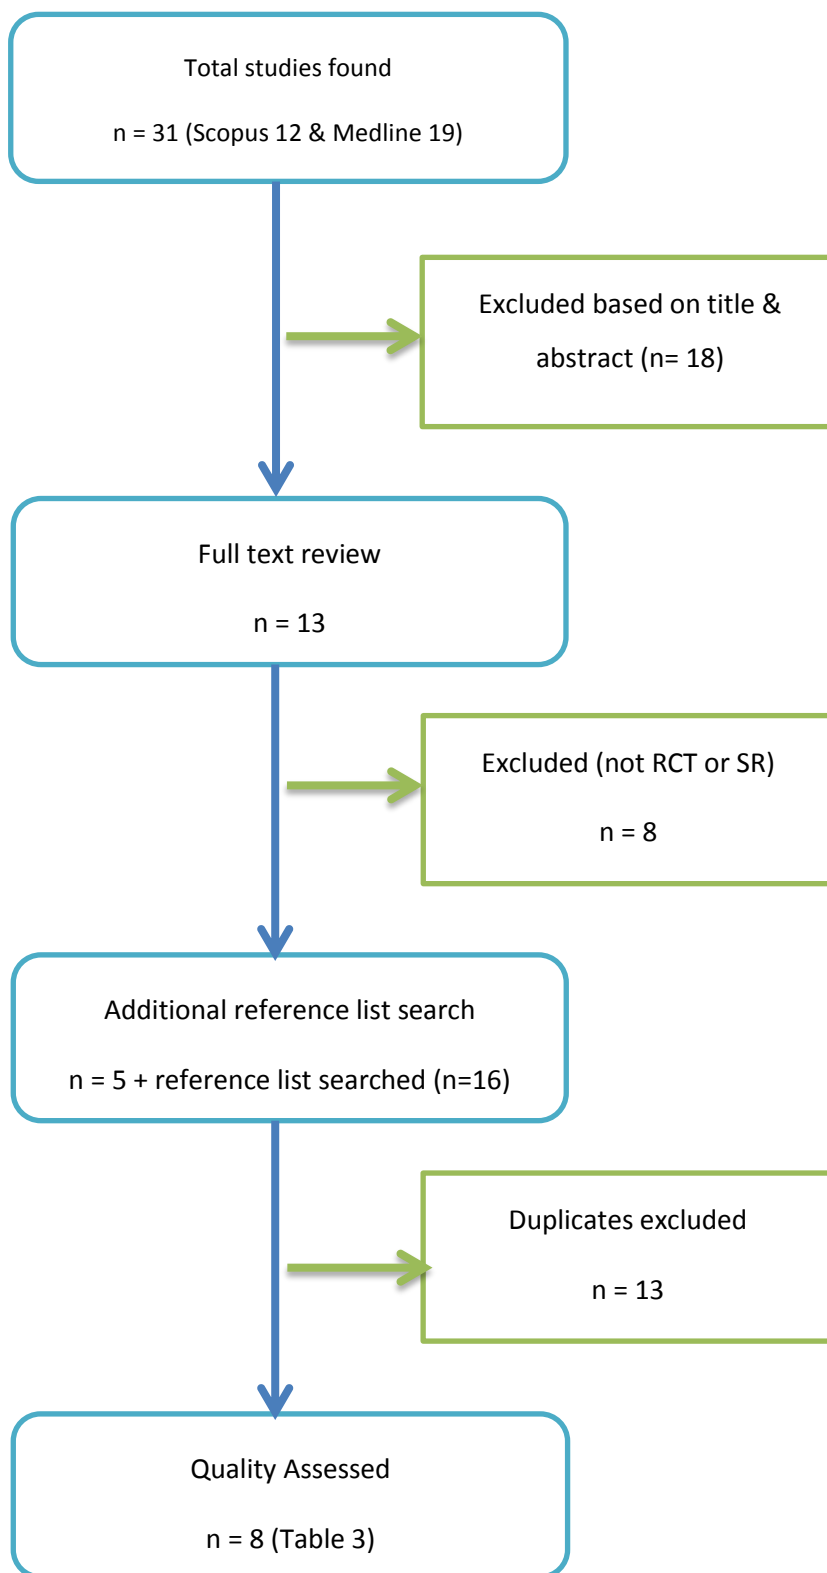 Total studies found
n = 31 (Scopus 12 & Medline 19)
Excluded based on title &
abstract (n= 18)
Full text review
n = 13
Excluded (not RCT or SR)
n = 8
Additional reference list search
n = 5 + reference list searched (n=16)
Duplicates excluded
n = 13
Quality Assessed
n = 8 (Table 3)